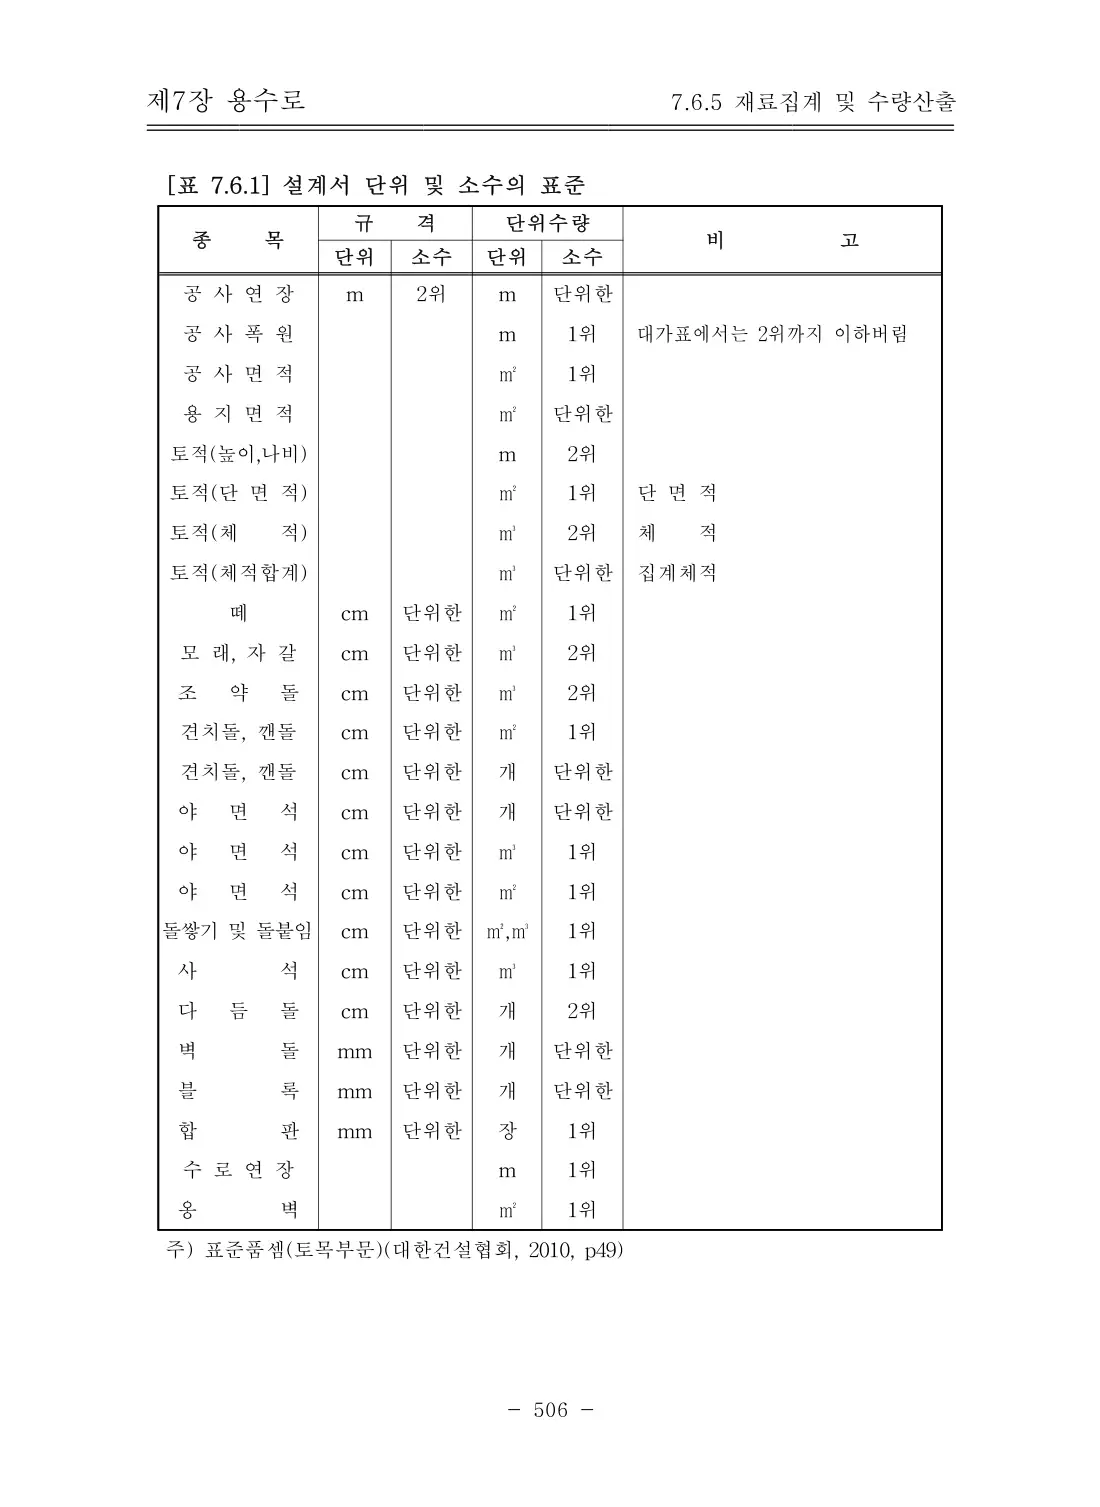 제7장 용수로 7.6.5 재료집계 및 수량산출
[표 7.6.1] 설계서 단위 및 소수의 표준
종 목 규 격 단위수량 비 고
단위 소수 단위 소수
공 사 연 장 m 2위 m 단위한
공 사 폭 원 m 1위 대가표에서는 2위까지 이하버림
공 사 면 적 ㎡ 1위
용 지 면 적 ㎡ 단위한
토적(높이,나비) m 2위
토적(단 면 적) ㎡ 1위 단 면 적
토적(체 적) ㎥ 2위 체 적
토적(체적합계) ㎥ 단위한 집계체적
떼 cm 단위한 ㎡ 1위
모 래, 자 갈 cm 단위한 ㎥ 2위
조 약 돌 cm 단위한 ㎥ 2위
견치돌, 깬돌 cm 단위한 ㎡ 1위
견치돌, 깬돌 cm 단위한 개 단위한
야 면 석 cm 단위한 개 단위한
야 면 석 cm 단위한 ㎥ 1위
야 면 석 cm 단위한 ㎡ 1위
돌쌓기 및 돌붙임 cm 단위한 ㎡,㎥ 1위
사 석 cm 단위한 ㎥ 1위
다 듬 돌 cm 단위한 개 2위
벽 돌 mm 단위한 개 단위한
블 록 mm 단위한 개 단위한
합 판 mm 단위한 장 1위
수 로 연 장 m 1위
옹 벽 ㎡ 1위
주) 표준품셈(토목부문)(대한건설협회, 2010, p49)
- 506 -